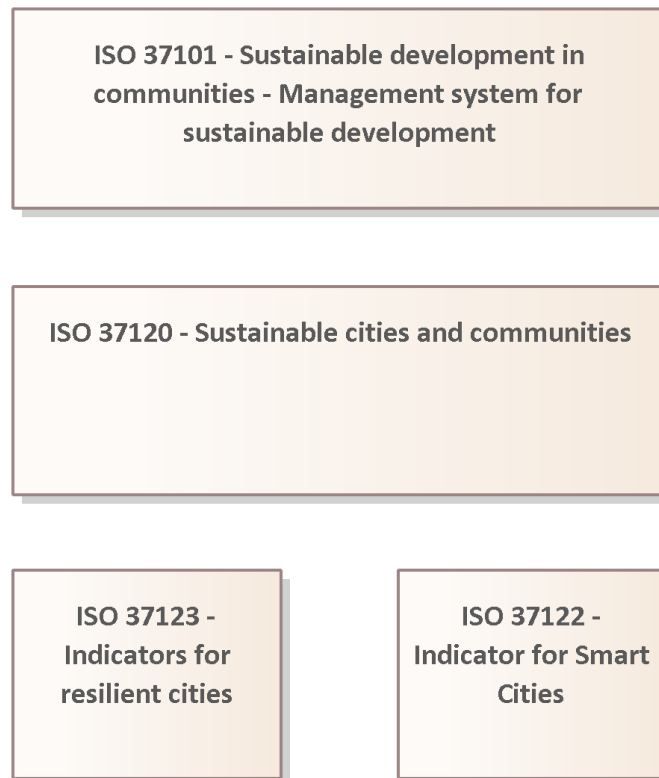 ISO 37101 - Sustainable development in
communities - Management system for
sustainable development
ISO 37120 - Sustainable cities and communities
ISO 37123 -
Indicators for
resilient cities
ISO 37122 -
Indicator for Smart
Cities